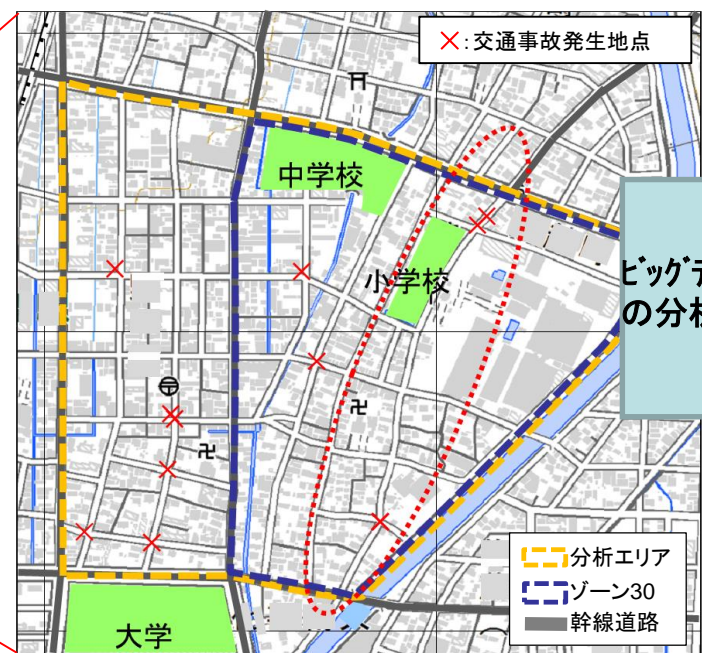 ×:交通事故発生地点
中学校
小学校
ﾋﾞｯｸﾞﾃ
の分析
大学
分析エリア
ゾーン30
幹線道路